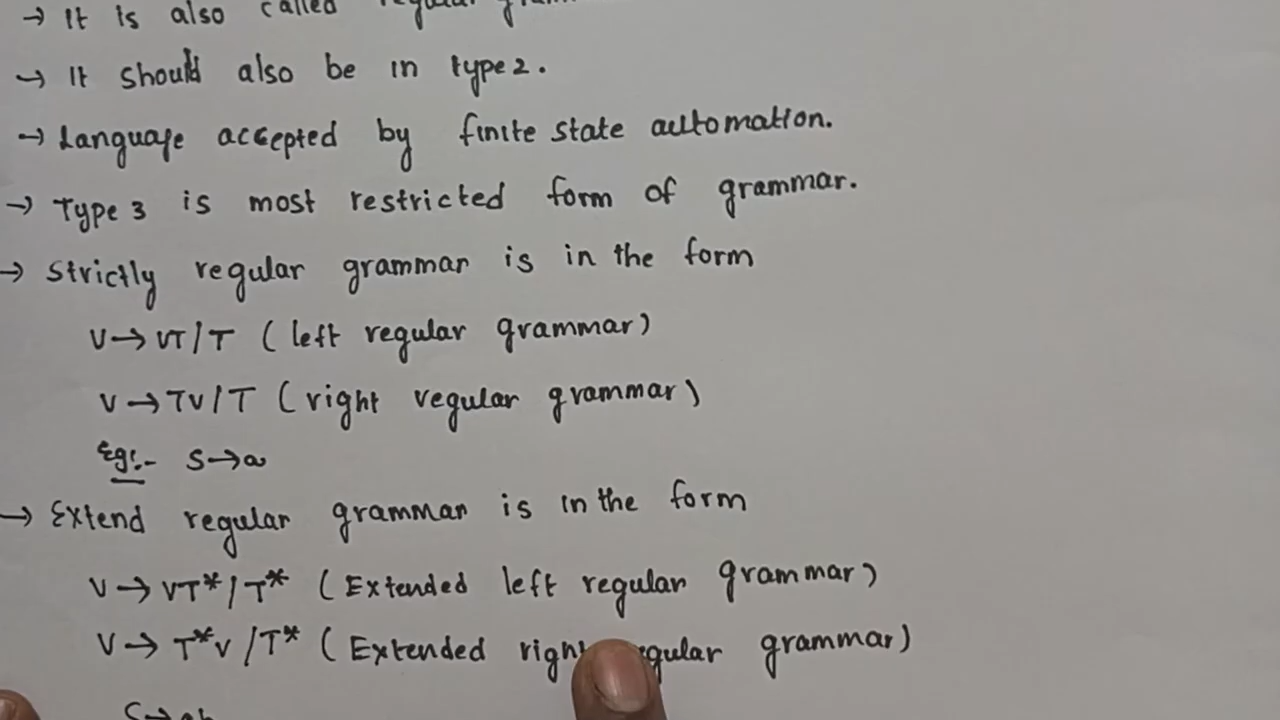 → It is also called regular
→ It should also be in type 2.
→ Language accepted by finite state automation.
→ Type 3 is most restricted form of grammar.
→ Strictly regular grammar is in the form
V→VT/T (left regular grammar)
V→TV/T (right regular grammar)
Eg:- S→a
→ Extend regular grammar is in the form
V→VT*/T* (Extended left regular grammar)
V→T*V/T* (Extended right regular grammar)
S→ab